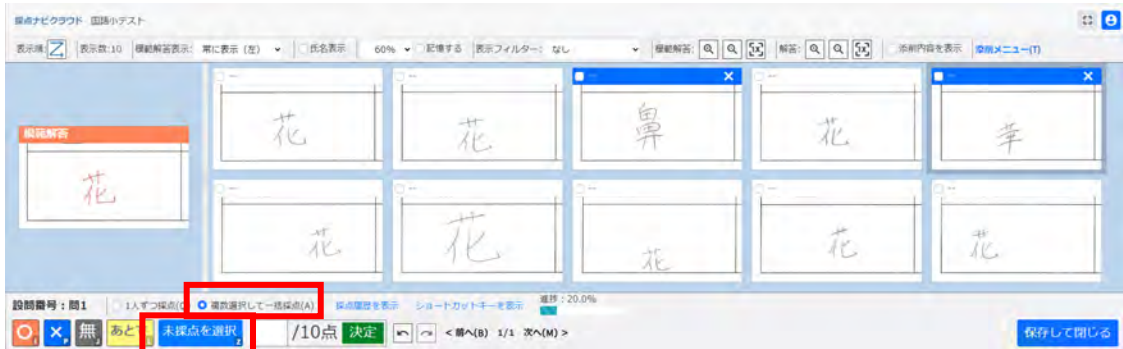 採点ナビクラウド 国語小テスト
表示順: Z 表示数:10 模範解答表示: 常に表示 (左) 氏名表示 60% 記憶する 表示フィルター: なし 模範解答: 解答: 添削内容を表示 添削メニュー(T)
模範解答
花
花 花 鼻 花 幸
花 花 花 花 花
設問番号:問1 1人ずつ採点 複数選択して一括採点(A) 採点履歴を表示 ショートカットキーを表示 進捗:20.0%
○ × 無 あと 未採点を選択 /10点 決定 < 前へ(B) 1/1 次へ(M) > 保存して閉じる